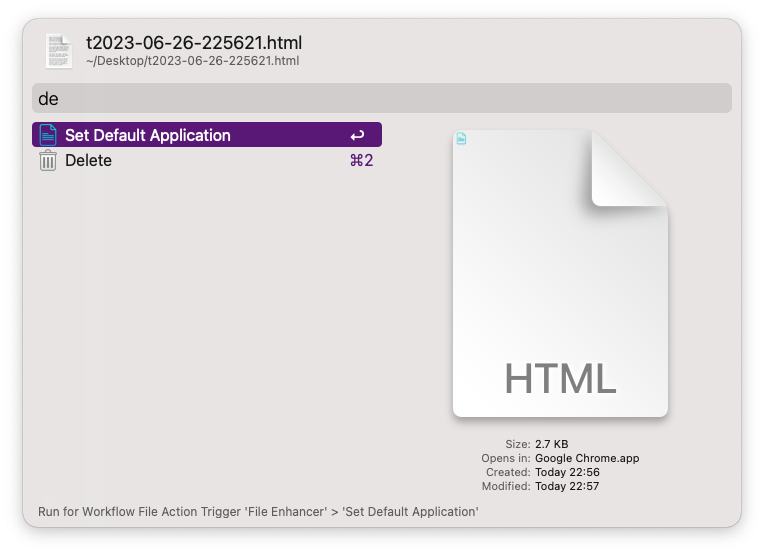 t2023-06-26-225621.html
~/Desktop/t2023-06-26-225621.html
de
Set Default Application ↩
Delete ⌘2
HTML
Size: 2.7 KB
Opens in: Google Chrome.app
Created: Today 22:56
Modified: Today 22:57
Run for Workflow File Action Trigger 'File Enhancer' > 'Set Default Application'